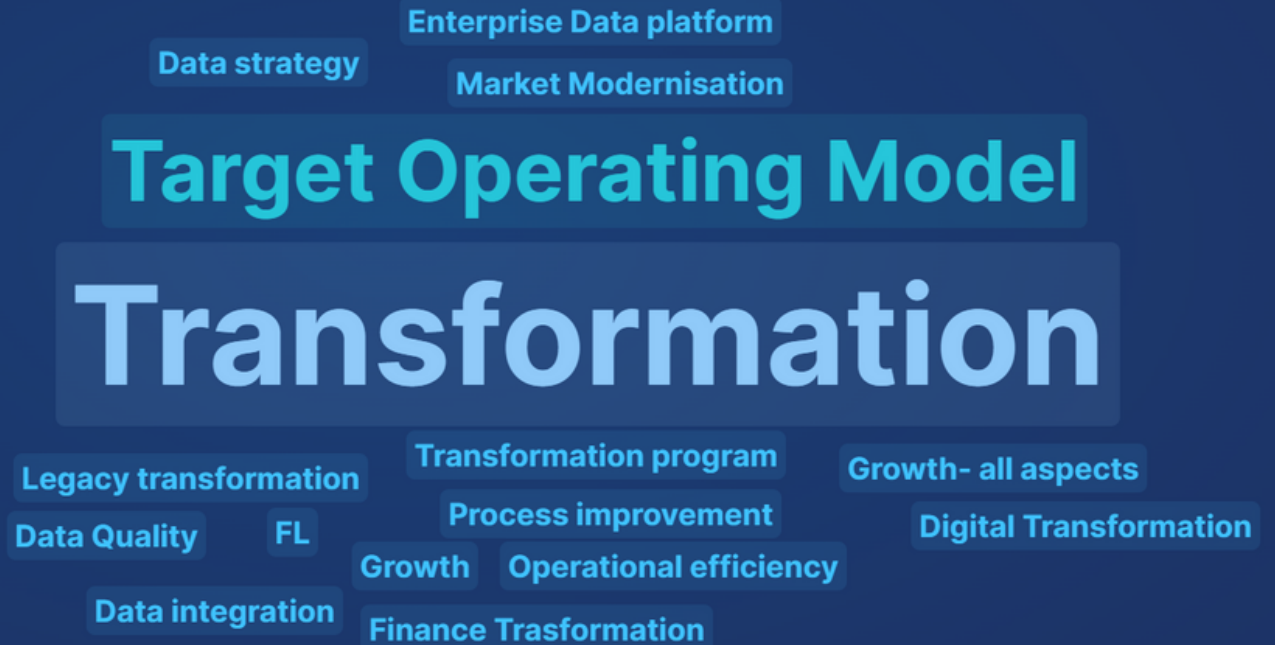 Enterprise Data platform
Data strategy
Market Modernisation
Target Operating Model
Transformation
Transformation program
Growth- all aspects
Legacy transformation
Process improvement
Digital Transformation
Data Quality
FL
Growth
Operational efficiency
Data integration
Finance Trasformation